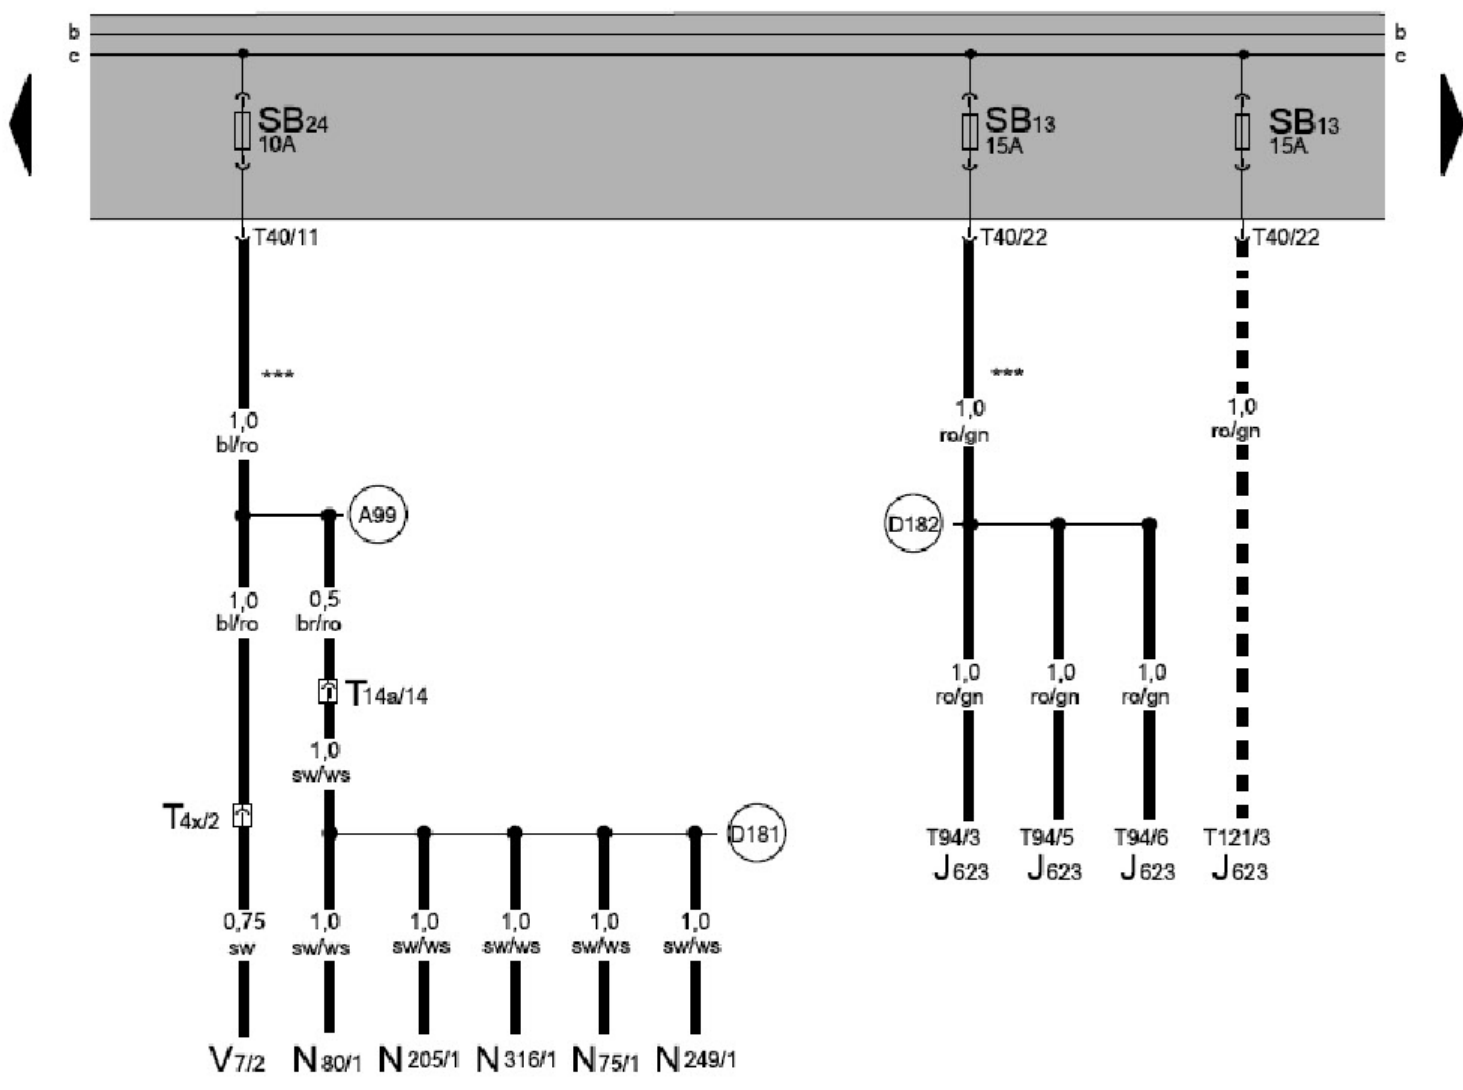 b b
c c
SB24 SB13 SB13
10A 15A 15A
T40/11 T40/22 T40/22
*** ***
1,0 1,0 1,0
bl/ro ro/gn ro/gn
A99 D182
1,0 0,5
bl/ro br/ro
1,0 1,0 1,0
ro/gn ro/gn ro/gn
T14a/14
1,0
sw/ws
T4x/2
D181
T94/3 T94/5 T94/6 T121/3
J623 J623 J623 J623
0,75 1,0 1,0 1,0 1,0 1,0
sw sw/ws sw/ws sw/ws sw/ws sw/ws
V7/2 N80/1 N205/1 N316/1 N75/1 N249/1